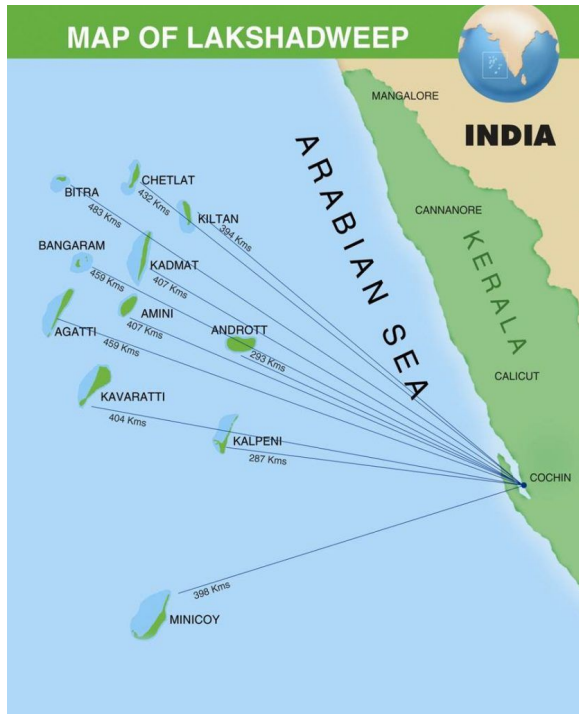 MAP OF LAKSHADWEEP
INDIA
MANGALORE
ARABIAN SEA
CHETLAT
432 Kms
BITRA
483 Kms
KILTAN
394 Kms
CANNANORE
KERALA
BANGARAM
459 Kms
KADMAT
407 Kms
AMINI
407 Kms
AGATTI
459 Kms
ANDROTT
293 Kms
CALICUT
KAVARATTI
404 Kms
KALPENI
287 Kms
COCHIN
398 Kms
MINICOY